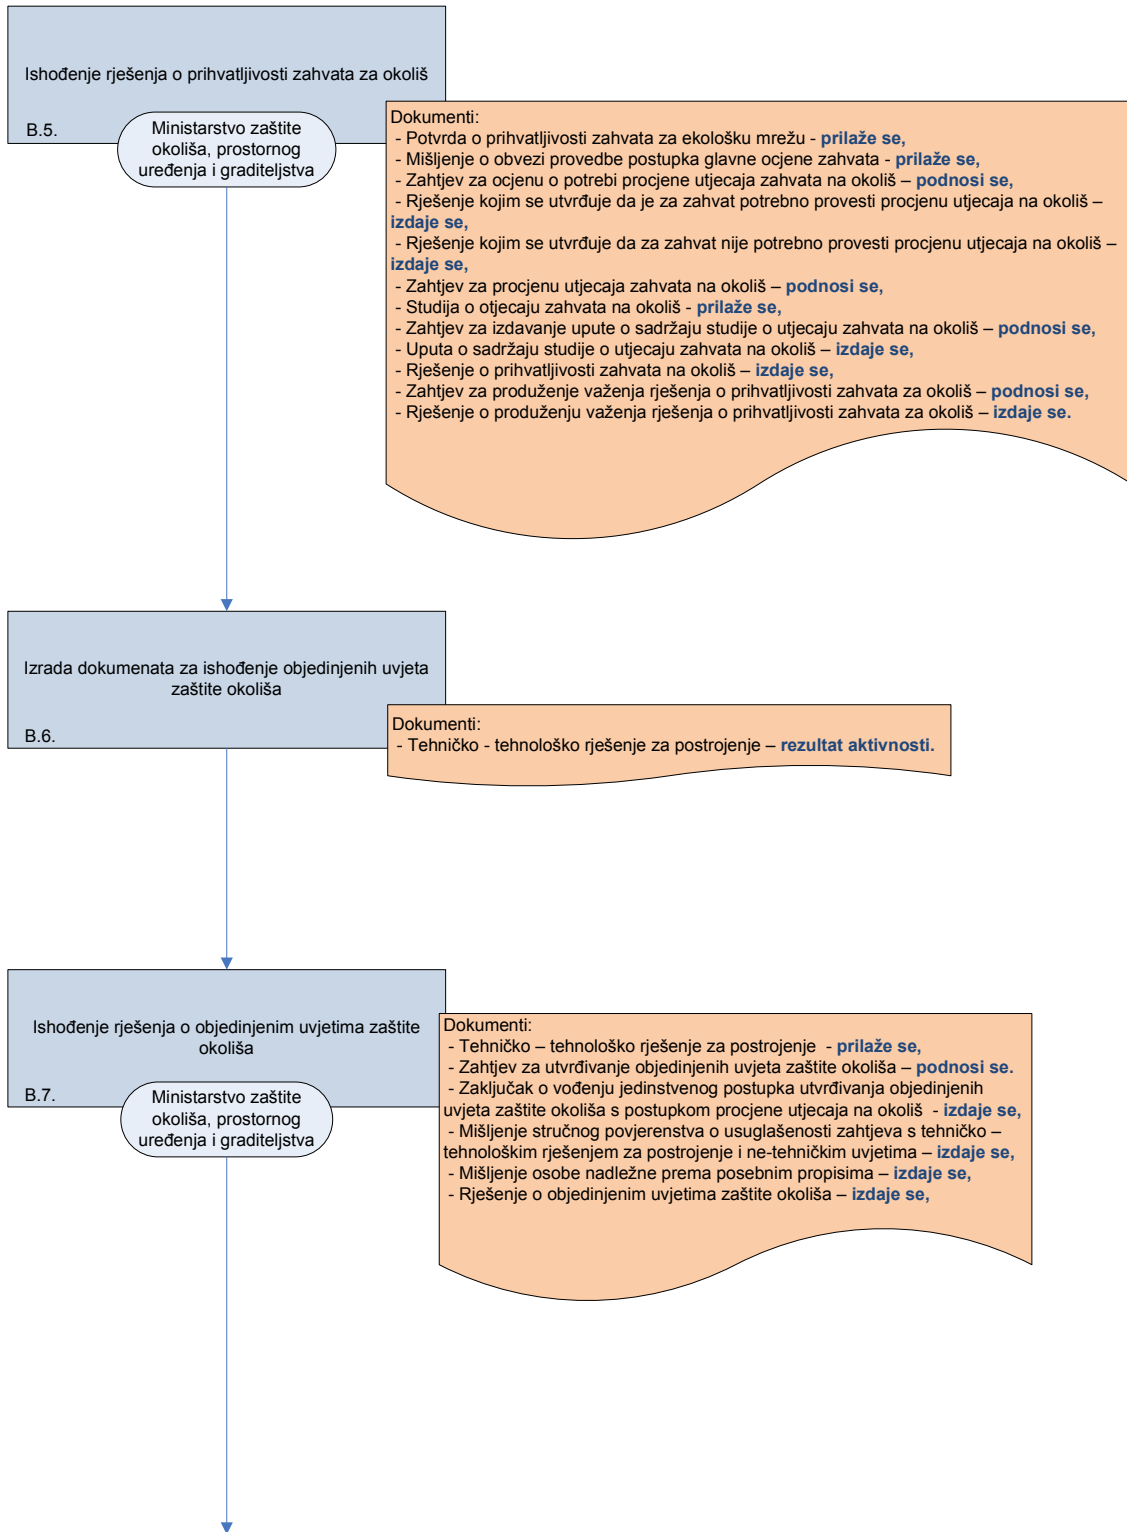 Ishođenje rješenja o prihvatljivosti zahvata za okoliš
B.5.
Ministarstvo zaštite
okoliša, prostornog
uređenja i graditeljstva
Dokumenti:
- Potvrda o prihvatljivosti zahvata za ekološku mrežu - prilaže se,
- Mišljenje o obvezi provedbe postupka glavne ocjene zahvata - prilaže se,
- Zahtjev za ocjenu o potrebi procjene utjecaja zahvata na okoliš – podnosi se,
- Rješenje kojim se utvrđuje da je za zahvat potrebno provesti procjenu utjecaja na okoliš –
izdaje se,
- Rješenje kojim se utvrđuje da za zahvat nije potrebno provesti procjenu utjecaja na okoliš –
izdaje se,
- Zahtjev za procjenu utjecaja zahvata na okoliš – podnosi se,
- Studija o otjecaju zahvata na okoliš - prilaže se,
- Zahtjev za izdavanje upute o sadržaju studije o utjecaju zahvata na okoliš – podnosi se,
- Uputa o sadržaju studije o utjecaju zahvata na okoliš – izdaje se,
- Rješenje o prihvatljivosti zahvata na okoliš – izdaje se,
- Zahtjev za produženje važenja rješenja o prihvatljivosti zahvata za okoliš – podnosi se,
- Rješenje o produženju važenja rješenja o prihvatljivosti zahvata za okoliš – izdaje se.
Izrada dokumenata za ishođenje objedinjenih uvjeta
zaštite okoliša
B.6.
Dokumenti:
- Tehničko - tehnološko rješenje za postrojenje – rezultat aktivnosti.
Ishođenje rješenja o objedinjenim uvjetima zaštite
okoliša
B.7.
Ministarstvo zaštite
okoliša, prostornog
uređenja i graditeljstva
Dokumenti:
- Tehničko – tehnološko rješenje za postrojenje - prilaže se,
- Zahtjev za utvrđivanje objedinjenih uvjeta zaštite okoliša – podnosi se.
- Zaključak o vođenju jedinstvenog postupka utvrđivanja objedinjenih
uvjeta zaštite okoliša s postupkom procjene utjecaja na okoliš - izdaje se,
- Mišljenje stručnog povjerenstva o usuglašenosti zahtjeva s tehničko –
tehnološkim rješenjem za postrojenje i ne-tehničkim uvjetima – izdaje se,
- Mišljenje osobe nadležne prema posebnim propisima – izdaje se,
- Rješenje o objedinjenim uvjetima zaštite okoliša – izdaje se,